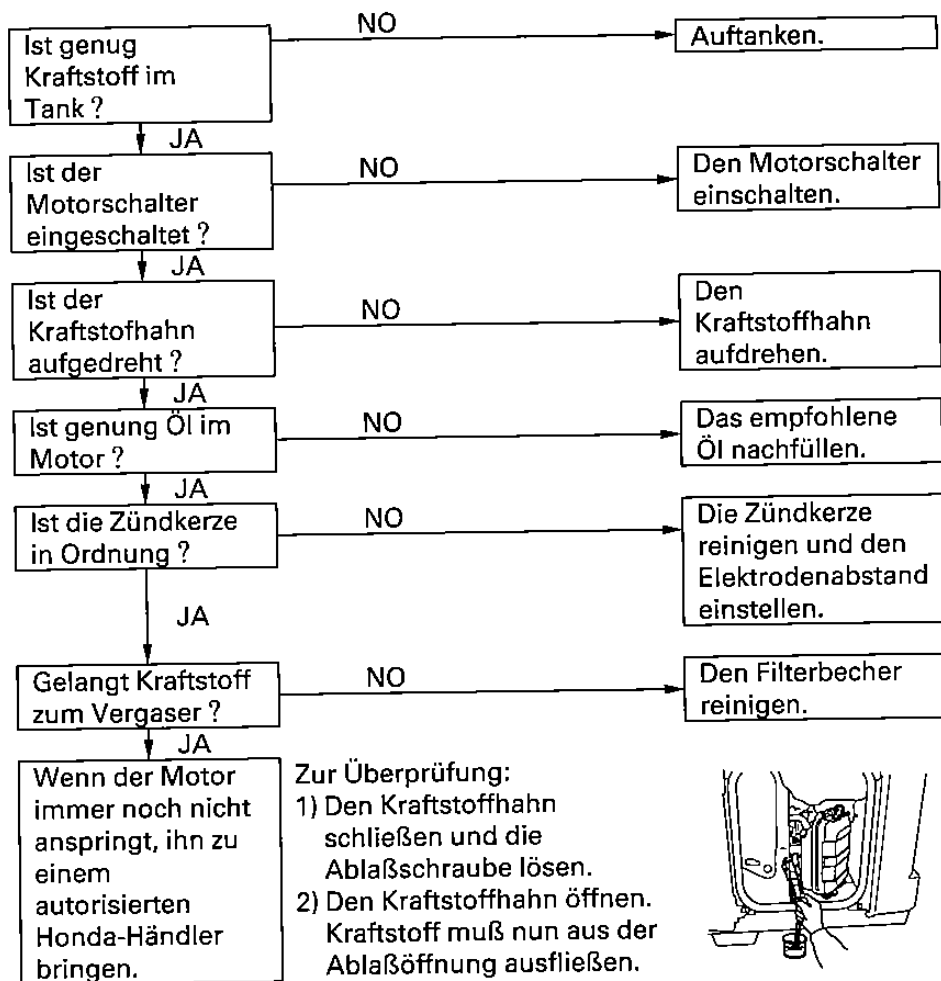 Ist genug
Kraftstoff im
Tank ?
NO
Auftanken.
JA
Ist der
Motorschalter
eingeschaltet ?
NO
Den Motorschalter
einschalten.
JA
Ist der
Kraftstofhahn
aufgedreht ?
NO
Den
Kraftstoffhahn
aufdrehen.
JA
Ist genung Öl im
Motor ?
NO
Das empfohlene
Öl nachfüllen.
JA
Ist die Zündkerze
in Ordnung ?
NO
Die Zündkerze
reinigen und den
Elektrodenabstand
einstellen.
JA
Gelangt Kraftstoff
zum Vergaser ?
NO
Den Filterbecher
reinigen.
JA
Wenn der Motor
immer noch nicht
anspringt, ihn zu
einem
autorisierten
Honda-Händler
bringen.
Zur Überprüfung:
1) Den Kraftstoffhahn
schließen und die
Ablaßschraube lösen.
2) Den Kraftstoffhahn öffnen.
Kraftstoff muß nun aus der
Ablaßöffnung ausfließen.